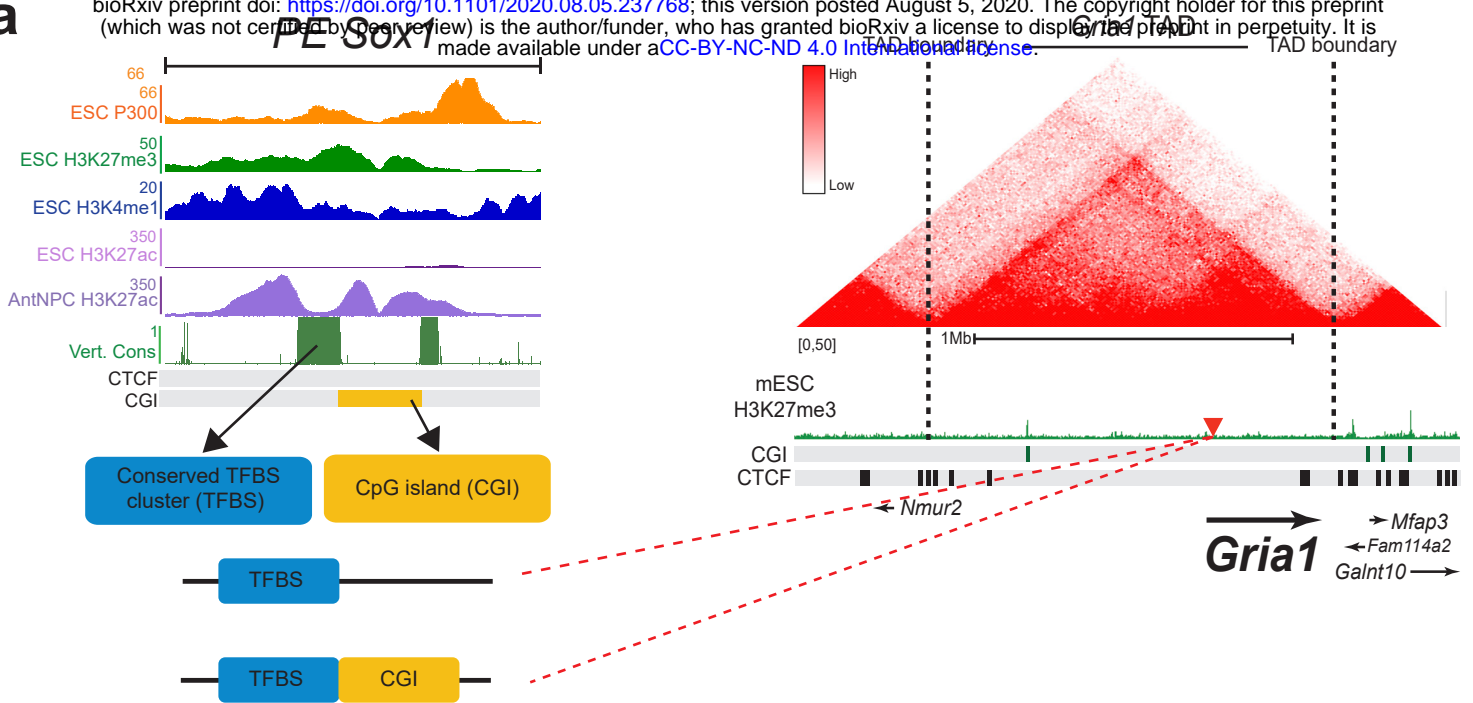 a
bioRxiv preprint doi: https://doi.org/10.1101/2020.08.05.237768; this version posted August 5, 2020. The copyright holder for this preprint
(which was not certified by peer review) is the author/funder, who has granted bioRxiv a license to display the preprint in perpetuity. It is
made available under aCC-BY-NC-ND 4.0 International license.
PE Sox1
66
66
ESC P300
50
ESC H3K27me3
20
ESC H3K4me1
350
ESC H3K27ac
350
AntNPC H3K27ac
1
Vert. Cons
CTCF
CGI
Conserved TFBS
cluster (TFBS)
CpG island (CGI)
TFBS
TFBS
CGI
Gria1 TAD
TAD boundary
TAD boundary
High
Low
[0,50]
1Mb
mESC
H3K27me3
CGI
CTCF
Nmur2
Gria1
Mfap3
Fam114a2
Galnt10